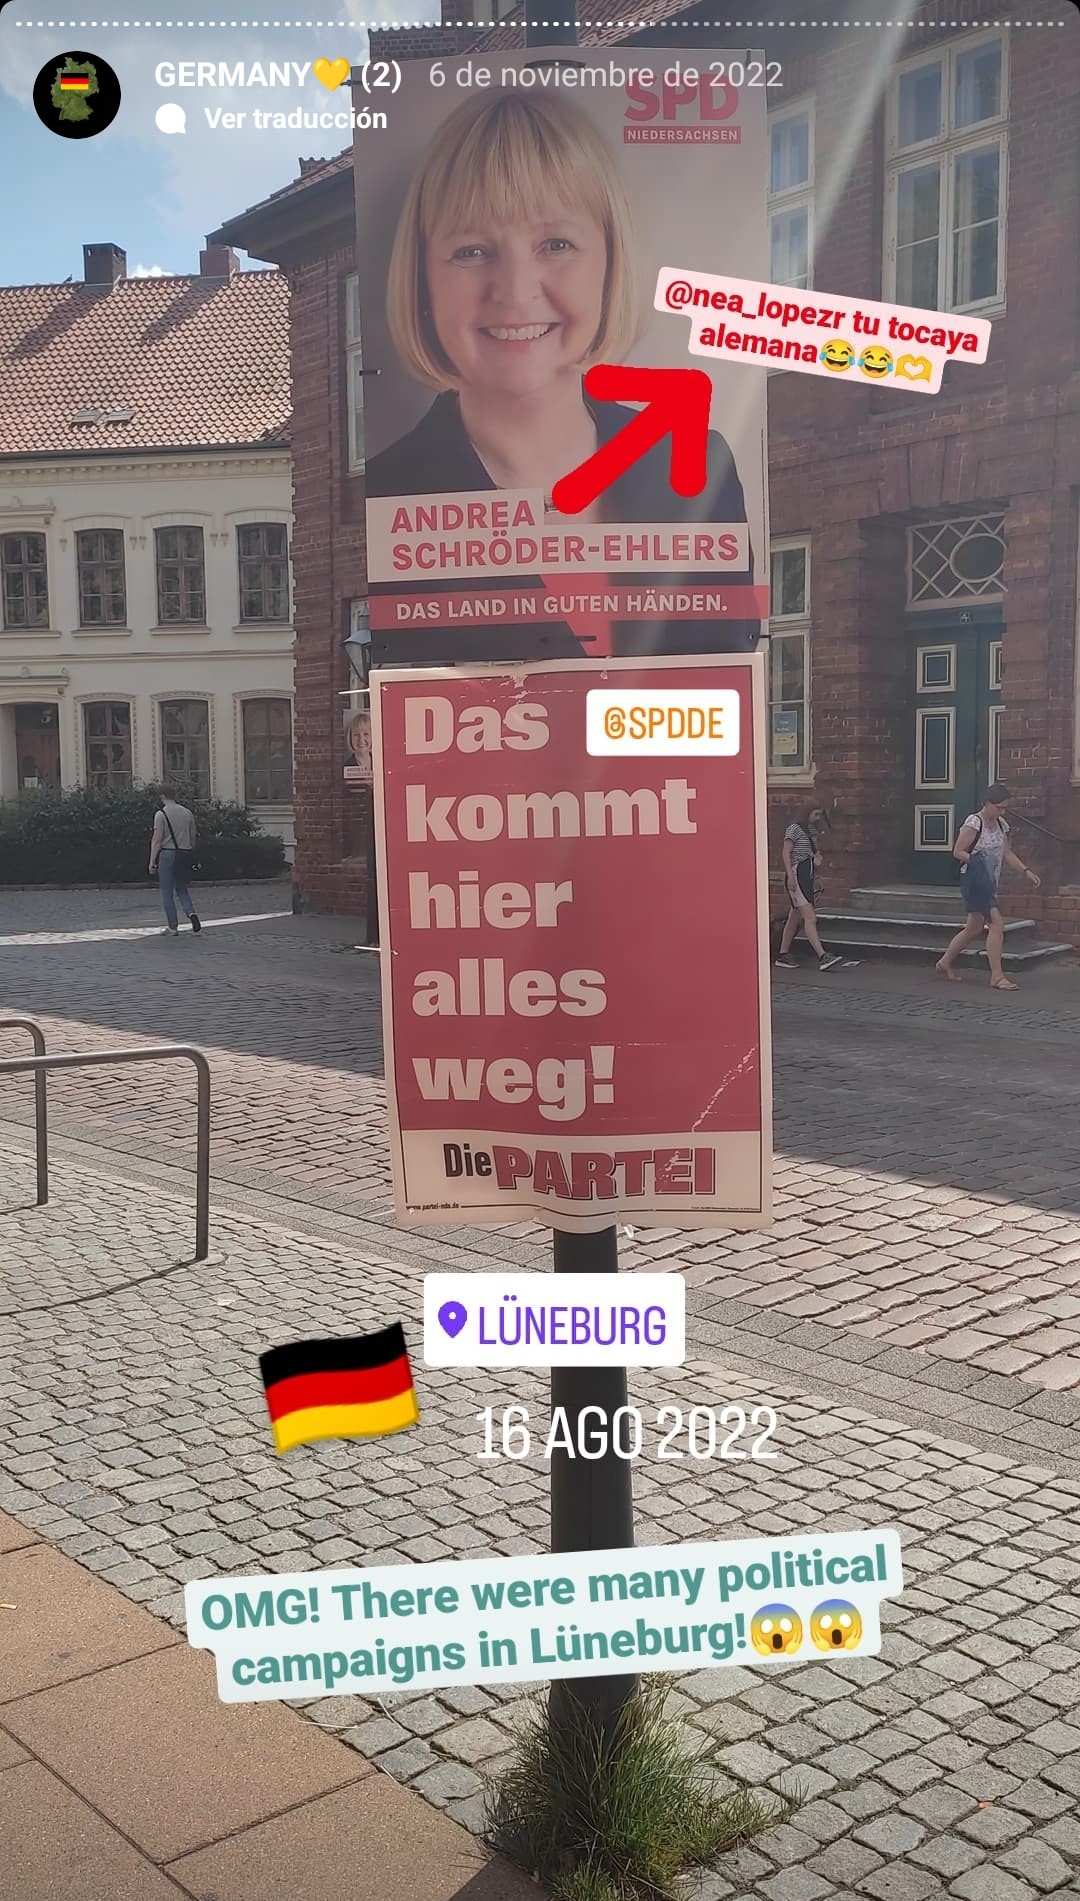 GERMANY💛 (2) 6 de noviembre de 2022
Ver traducción
SPD
NIEDERSACHSEN
@nea_lopezr tu tocaya
alemana😂😂🫶
ANDREA
SCHRÖDER-EHLERS
DAS LAND IN GUTEN HÄNDEN.
Das
@SPDDE
kommt
hier
alles
weg!
Die PARTEI
www.partei-nds.de
LÜNEBURG
16 AGO 2022
OMG! There were many political
campaigns in Lüneburg!😱😱